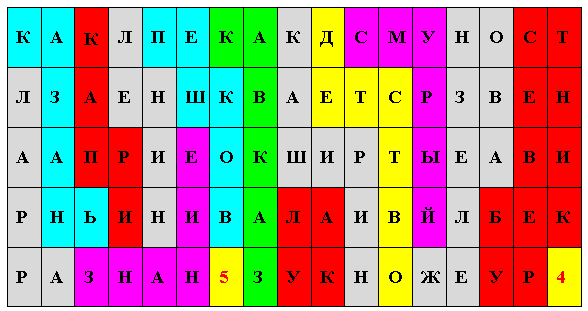 К А К Л П Е К А К Д С М У Н О С Т
Л З А Е Н Ш К В А Е Т С Р З В Е Н
А А П Р И Е О К Ш И Р Т Ы Е А В И
Р Н Ь И Н И В А Л А И В Й Л Б Е К
Р А З Н А Н 5 З У К Н О Ж Е У Р 4